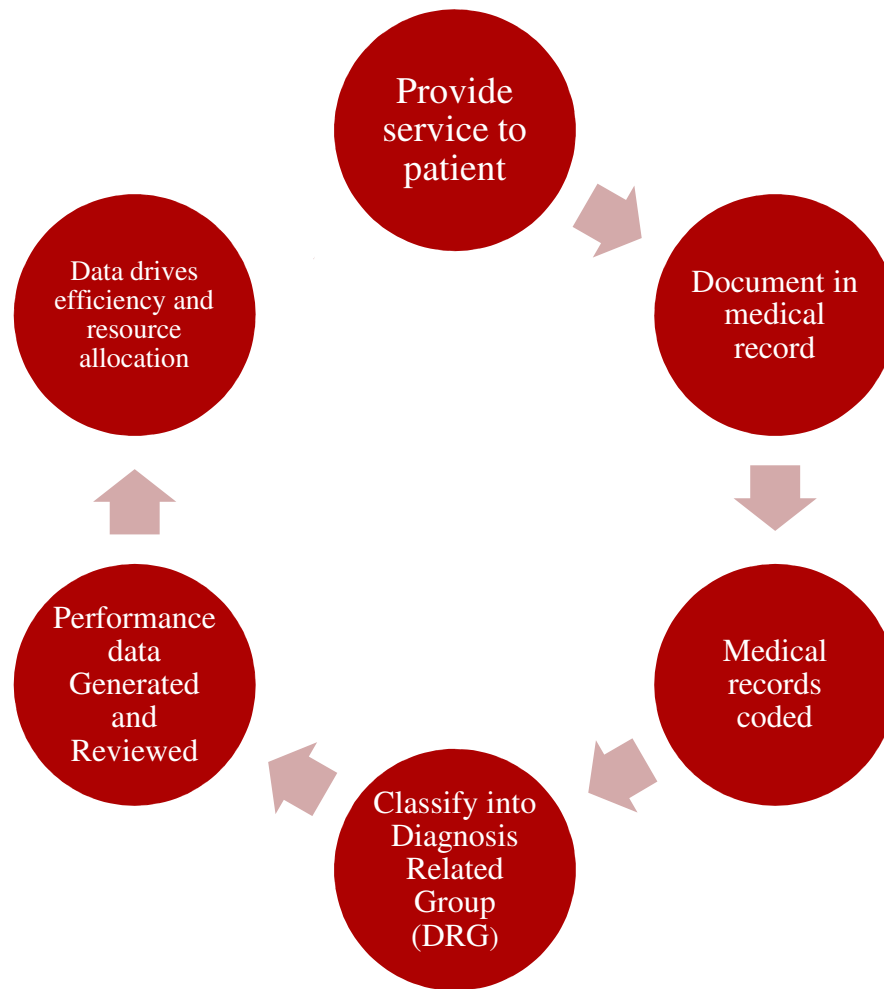 Provide
service to
patient
Document in
medical
record
Medical
records
coded
Classify into
Diagnosis
Related
Group
(DRG)
Performance
data
Generated
and
Reviewed
Data drives
efficiency and
resource
allocation